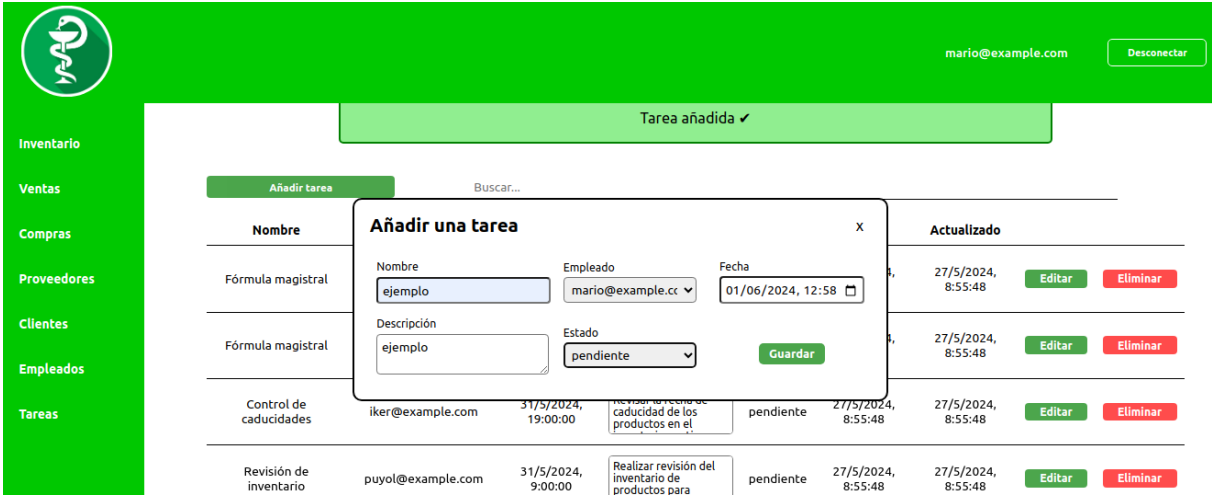 mario@example.com
Desconectar
Tarea añadida ✔
Inventario
Ventas
Compras
Proveedores
Clientes
Empleados
Tareas
Añadir tarea
Buscar...
Nombre
Actualizado
Añadir una tarea
x
Nombre
Empleado
Fecha
ejemplo
mario@example.cc
01/06/2024, 12:58
Descripción
Estado
ejemplo
pendiente
Guardar
Fórmula magistral
27/5/2024,
8:55:48
Editar
Eliminar
Fórmula magistral
27/5/2024,
8:55:48
Editar
Eliminar
Control de
caducidades
iker@example.com
31/5/2024,
19:00:00
Revisar la fecha de
caducidad de los
productos en el
pendiente
27/5/2024,
8:55:48
27/5/2024,
8:55:48
Editar
Eliminar
Revisión de
inventario
puyol@example.com
31/5/2024,
9:00:00
Realizar revisión del
inventario de
productos para
pendiente
27/5/2024,
8:55:48
27/5/2024,
8:55:48
Editar
Eliminar